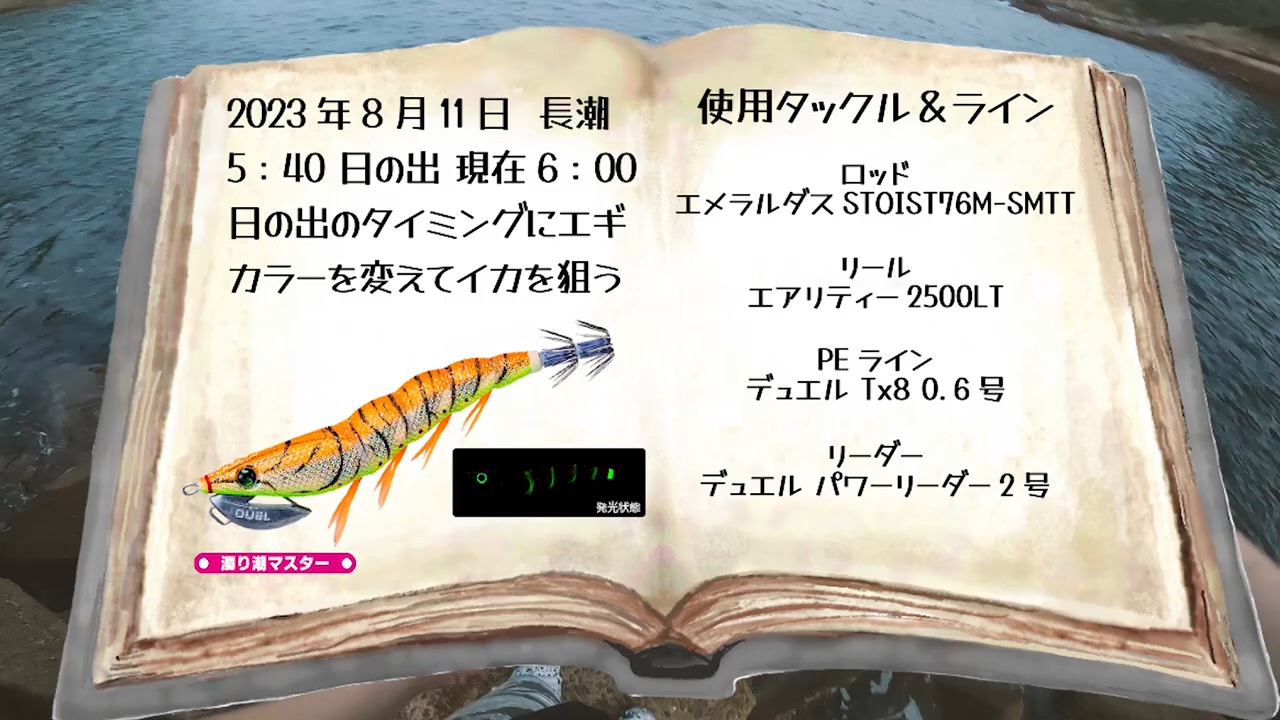 2023年8月11日 長潮
5：40 日の出 現在 6：00
日の出のタイミングにエギ
カラーを変えてイカを狙う
DUEL
発光状態
濁り潮マスター
使用タックル＆ライン
ロッド
エメラルダス STOIST76M-SMTT
リール
エアリティー 2500LT
PE ライン
デュエル Tx8 0.6号
リーダー
デュエル パワーリーダー 2号